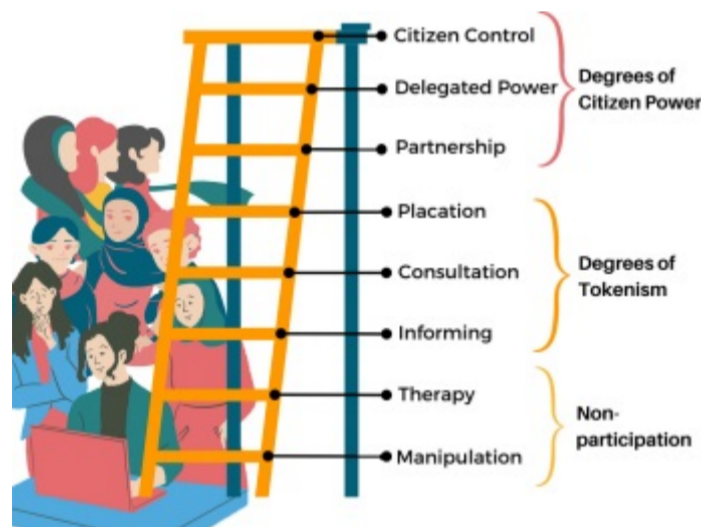 Citizen Control
Delegated Power
Partnership
Degrees of
Citizen Power
Placation
Consultation
Informing
Degrees of
Tokenism
Therapy
Manipulation
Non-
participation